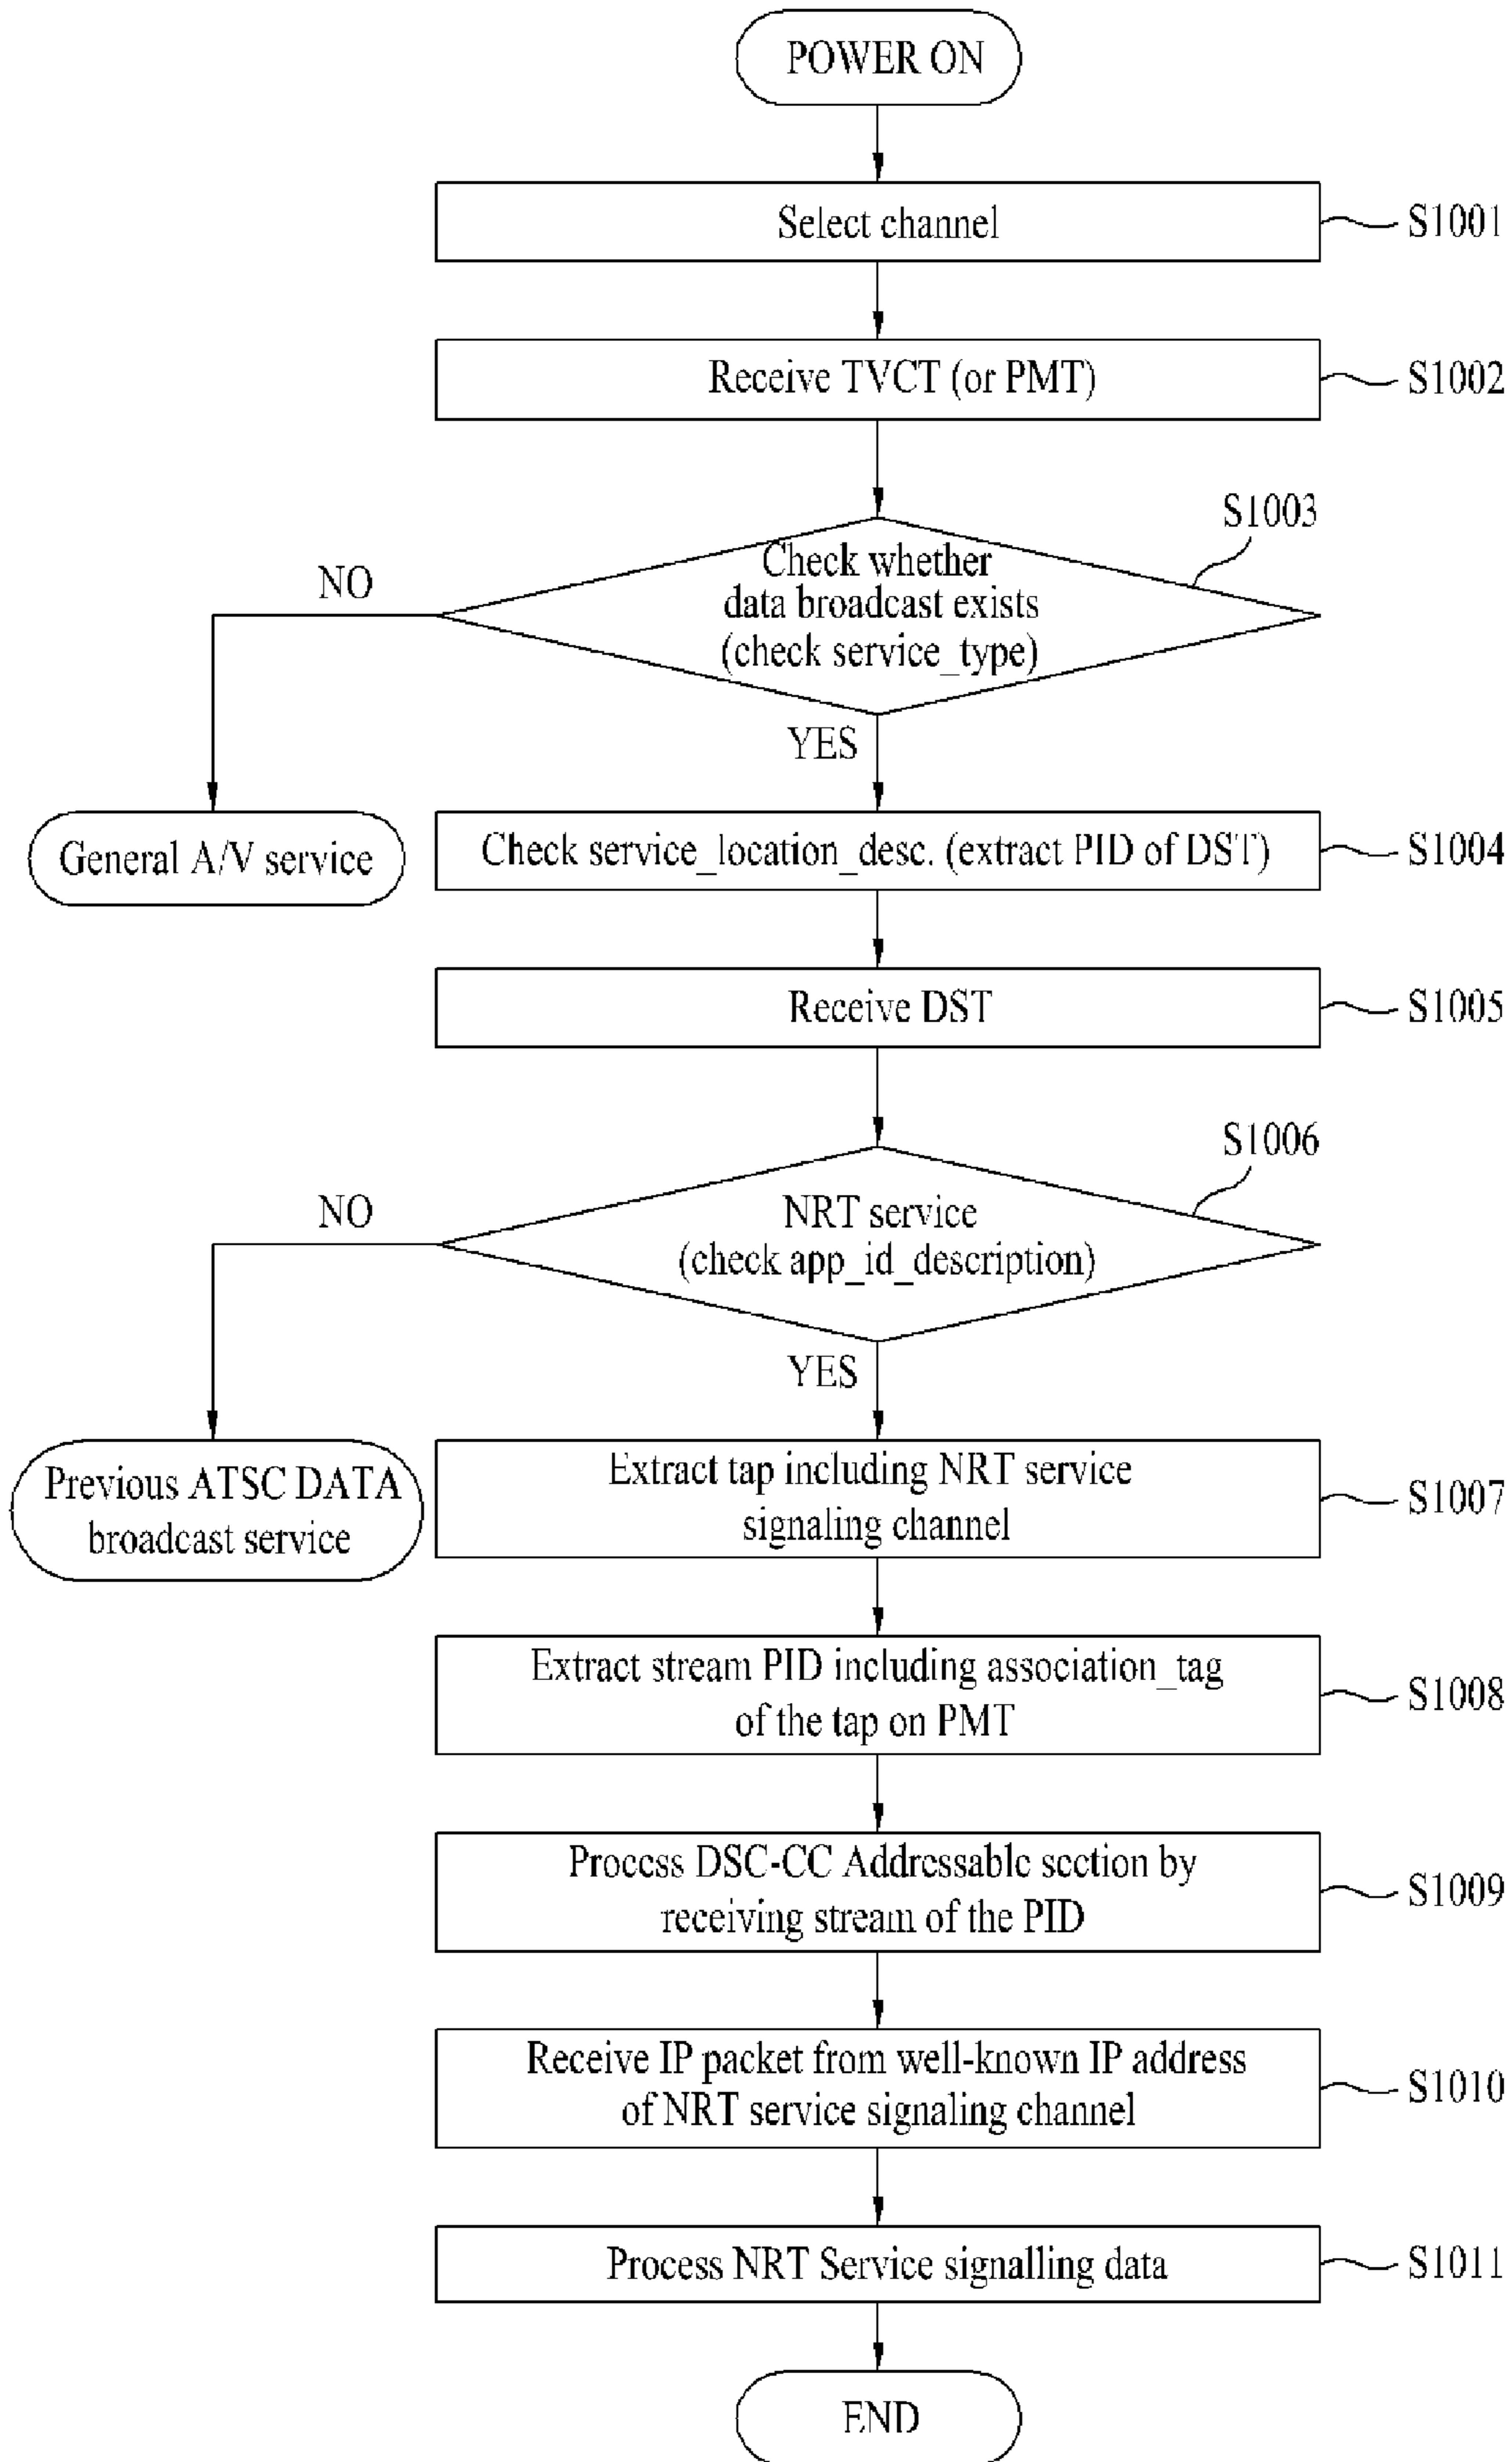 POWER ON
Select channel
S1001
Receive TVCT (or PMT)
S1002
S1003
Check whether
data broadcast exists
(check service_type)
NO
YES
General A/V service
Check service_location_desc. (extract PID of DST)
S1004
Receive DST
S1005
S1006
NRT service
(check app_id_description)
NO
YES
Previous ATSC DATA
broadcast service
Extract tap including NRT service
signaling channel
S1007
Extract stream PID including association_tag
of the tap on PMT
S1008
Process DSC-CC Addressable section by
receiving stream of the PID
S1009
Receive IP packet from well-known IP address
of NRT service signaling channel
S1010
Process NRT Service signalling data
S1011
END